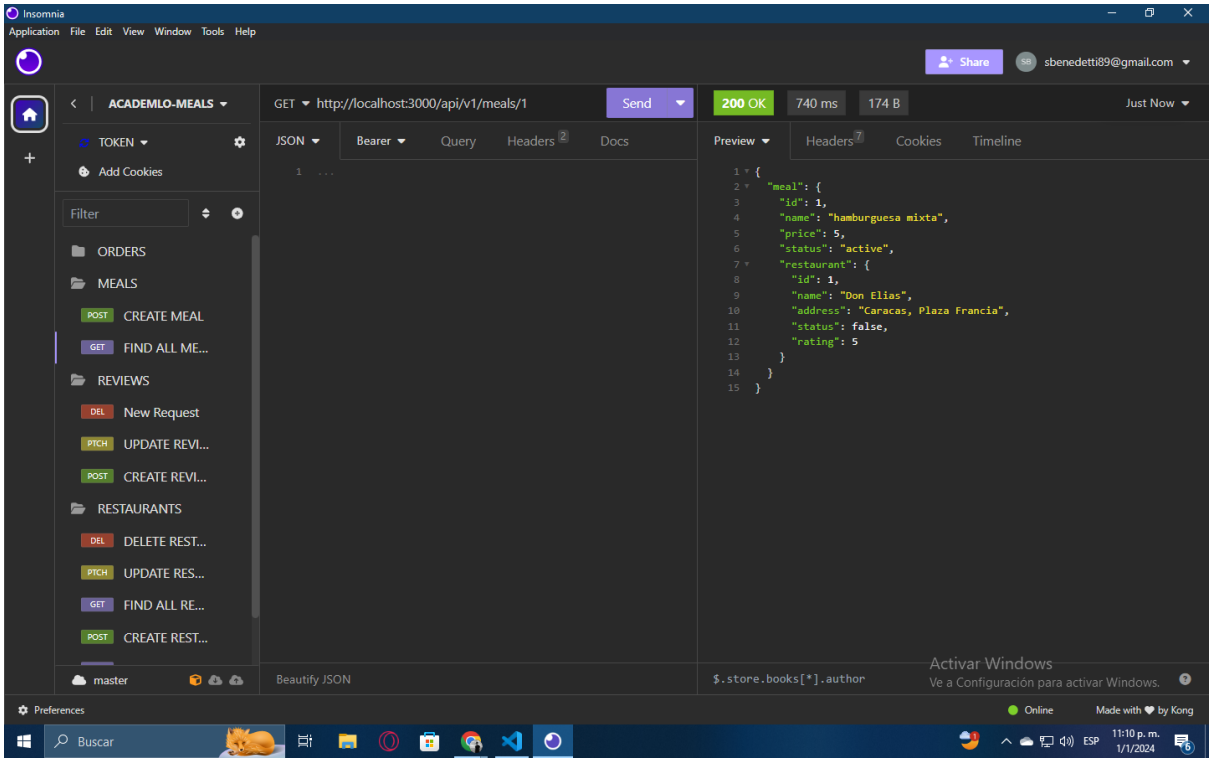 Insomnia
Application File Edit View Window Tools Help
Share
SB
sbenedetti89@gmail.com
ACADEMLO-MEALS
GET http://localhost:3000/api/v1/meals/1
Send
200 OK
740 ms
174 B
Just Now
TOKEN
JSON
Bearer
Query
Headers 2
Docs
Preview
Headers 7
Cookies
Timeline
Add Cookies
Filter
ORDERS
MEALS
POST CREATE MEAL
GET FIND ALL ME...
REVIEWS
DEL New Request
PTCH UPDATE REVI...
POST CREATE REVI...
RESTAURANTS
DEL DELETE REST...
PTCH UPDATE RES...
GET FIND ALL RE...
POST CREATE REST...
master
1 ...
Beautify JSON
1 {
2 "meal": {
3 "id": 1,
4 "name": "hamburguesa mixta",
5 "price": 5,
6 "status": "active",
7 "restaurant": {
8 "id": 1,
9 "name": "Don Elias",
10 "address": "Caracas, Plaza Francia",
11 "status": false,
12 "rating": 5
13 }
14 }
15 }
$.store.books[*].author
Activar Windows
Ve a Configuración para activar Windows.
Preferences
Online
Made with ♥ by Kong
Buscar
1
ESP
11:10 p. m.
1/1/2024
6